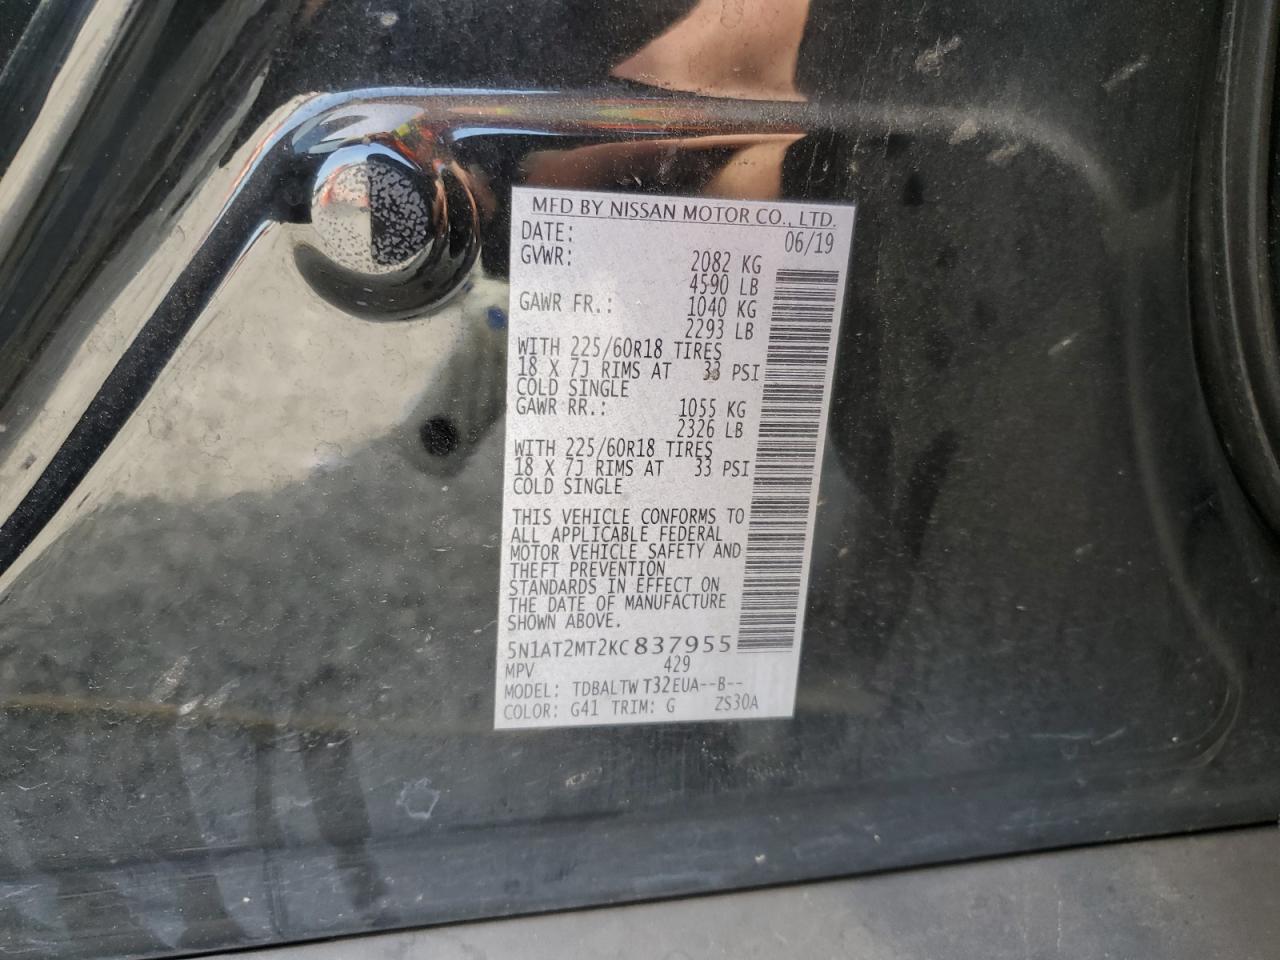 MFD BY NISSAN MOTOR CO., LTD.
DATE: 06/19
GVWR: 2082 KG
4590 LB
GAWR FR.: 1040 KG
2293 LB
WITH 225/60R18 TIRES
18 X 7J RIMS AT 33 PSI
COLD SINGLE
GAWR RR.: 1055 KG
2326 LB
WITH 225/60R18 TIRES
18 X 7J RIMS AT 33 PSI
COLD SINGLE
THIS VEHICLE CONFORMS TO
ALL APPLICABLE FEDERAL
MOTOR VEHICLE SAFETY AND
THEFT PREVENTION
STANDARDS IN EFFECT ON
THE DATE OF MANUFACTURE
SHOWN ABOVE.
5N1AT2MT2KC837955
MPV 429
MODEL: TDBALTW T32EUA--B--
COLOR: G41 TRIM: G ZS30A